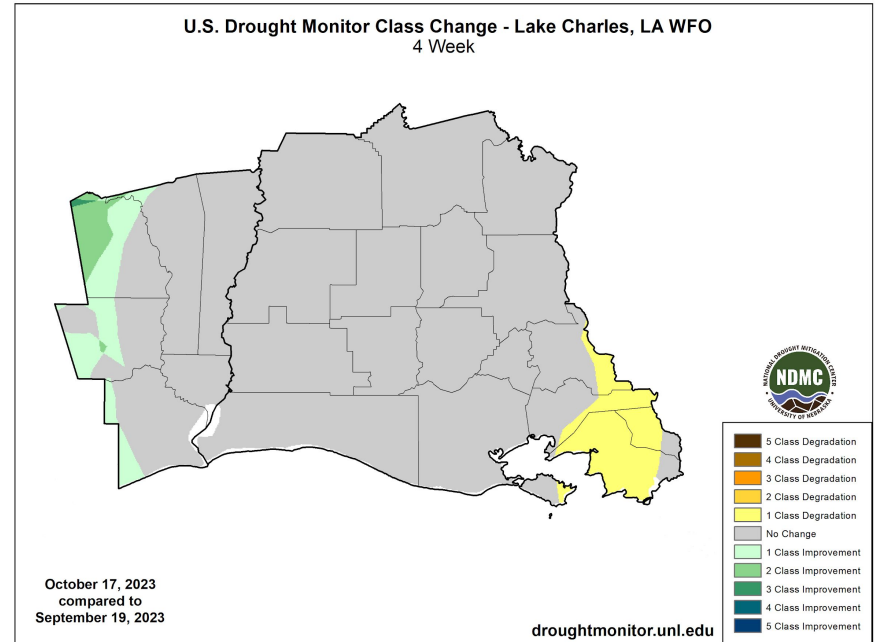 U.S. Drought Monitor Class Change - Lake Charles, LA WFO
4 Week
NATIONAL DROUGHT MITIGATION CENTER
NDMC
UNIVERSITY OF NEBRASKA
5 Class Degradation
4 Class Degradation
3 Class Degradation
2 Class Degradation
1 Class Degradation
No Change
1 Class Improvement
2 Class Improvement
3 Class Improvement
4 Class Improvement
5 Class Improvement
October 17, 2023
compared to
September 19, 2023
droughtmonitor.unl.edu